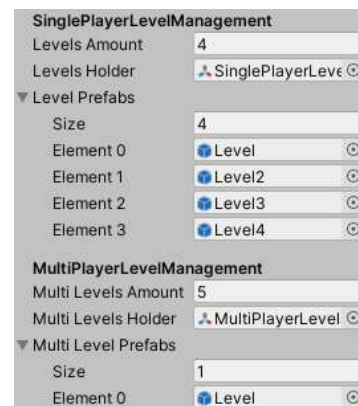 SinglePlayerLevelManagement
Levels Amount 4
Levels Holder SinglePlayerLeve
Level Prefabs
Size 4
Element 0 Level
Element 1 Level2
Element 2 Level3
Element 3 Level4
MultiPlayerLevelManagement
Multi Levels Amount 5
Multi Levels Holder MultiPlayerLevel
Multi Level Prefabs
Size 1
Element 0 Level